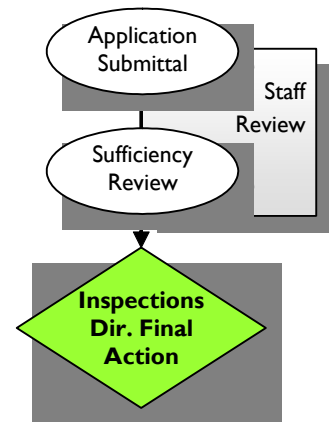 Application
Submittal
Staff
Review
Sufficiency
Review
Inspections
Dir. Final
Action